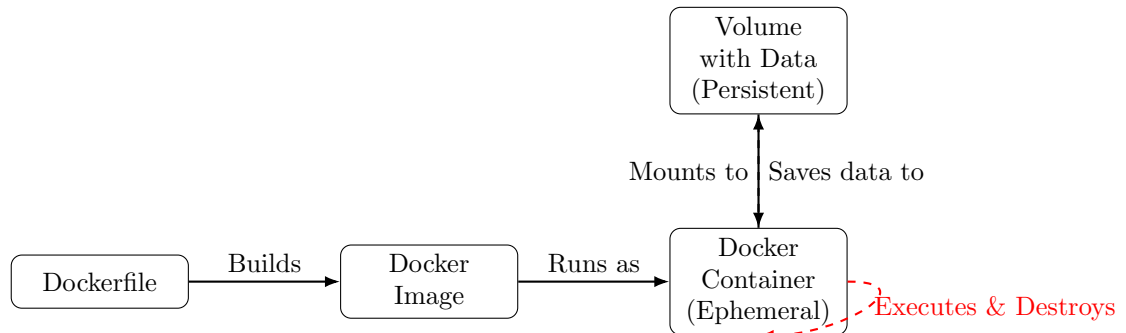 Volume
with Data
(Persistent)
Mounts to
Saves data to
Dockerfile
Builds
Docker
Image
Runs as
Docker
Container
(Ephemeral)
Executes & Destroys